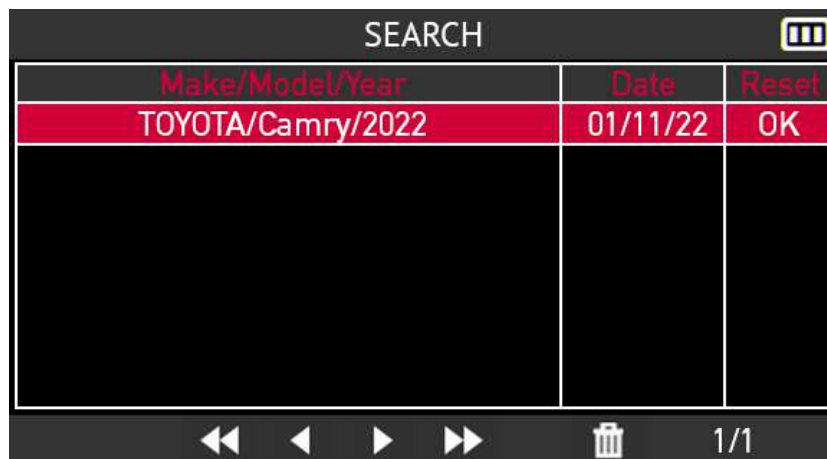 SEARCH
Make/Model/Year Date Reset
TOYOTA/Camry/2022 01/11/22 OK
1/1